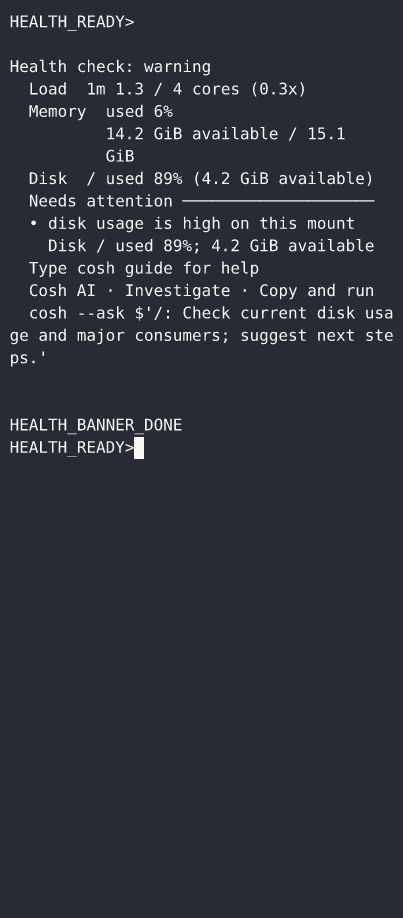 HEALTH_READY>
Health check: warning
Load 1m 1.3 / 4 cores (0.3x)
Memory used 6%
14.2 GiB available / 15.1
GiB
Disk / used 89% (4.2 GiB available)
Needs attention ────────────────────
• disk usage is high on this mount
Disk / used 89%; 4.2 GiB available
Type cosh guide for help
Cosh AI · Investigate · Copy and run
cosh --ask $'/: Check current disk usa
ge and major consumers; suggest next ste
ps.'
HEALTH_BANNER_DONE
HEALTH_READY>